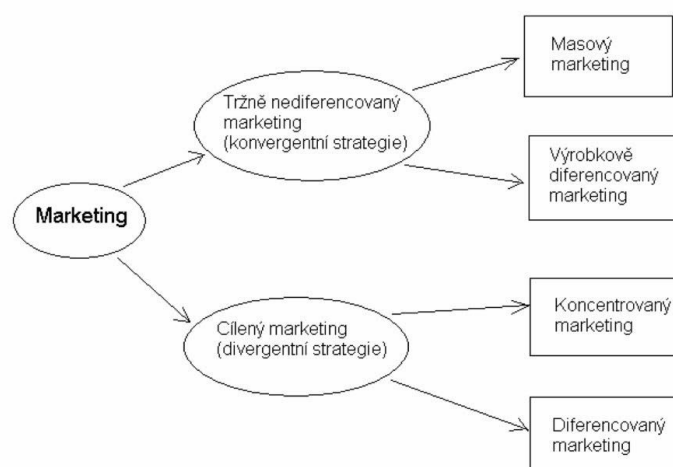 Masový
marketing
Tržně nediferencovaný
marketing
(konvergentní strategie)
Výrobkově
diferencovaný
marketing
Marketing
Koncentrovaný
marketing
Cílený marketing
(divergentní strategie)
Diferencovaný
marketing